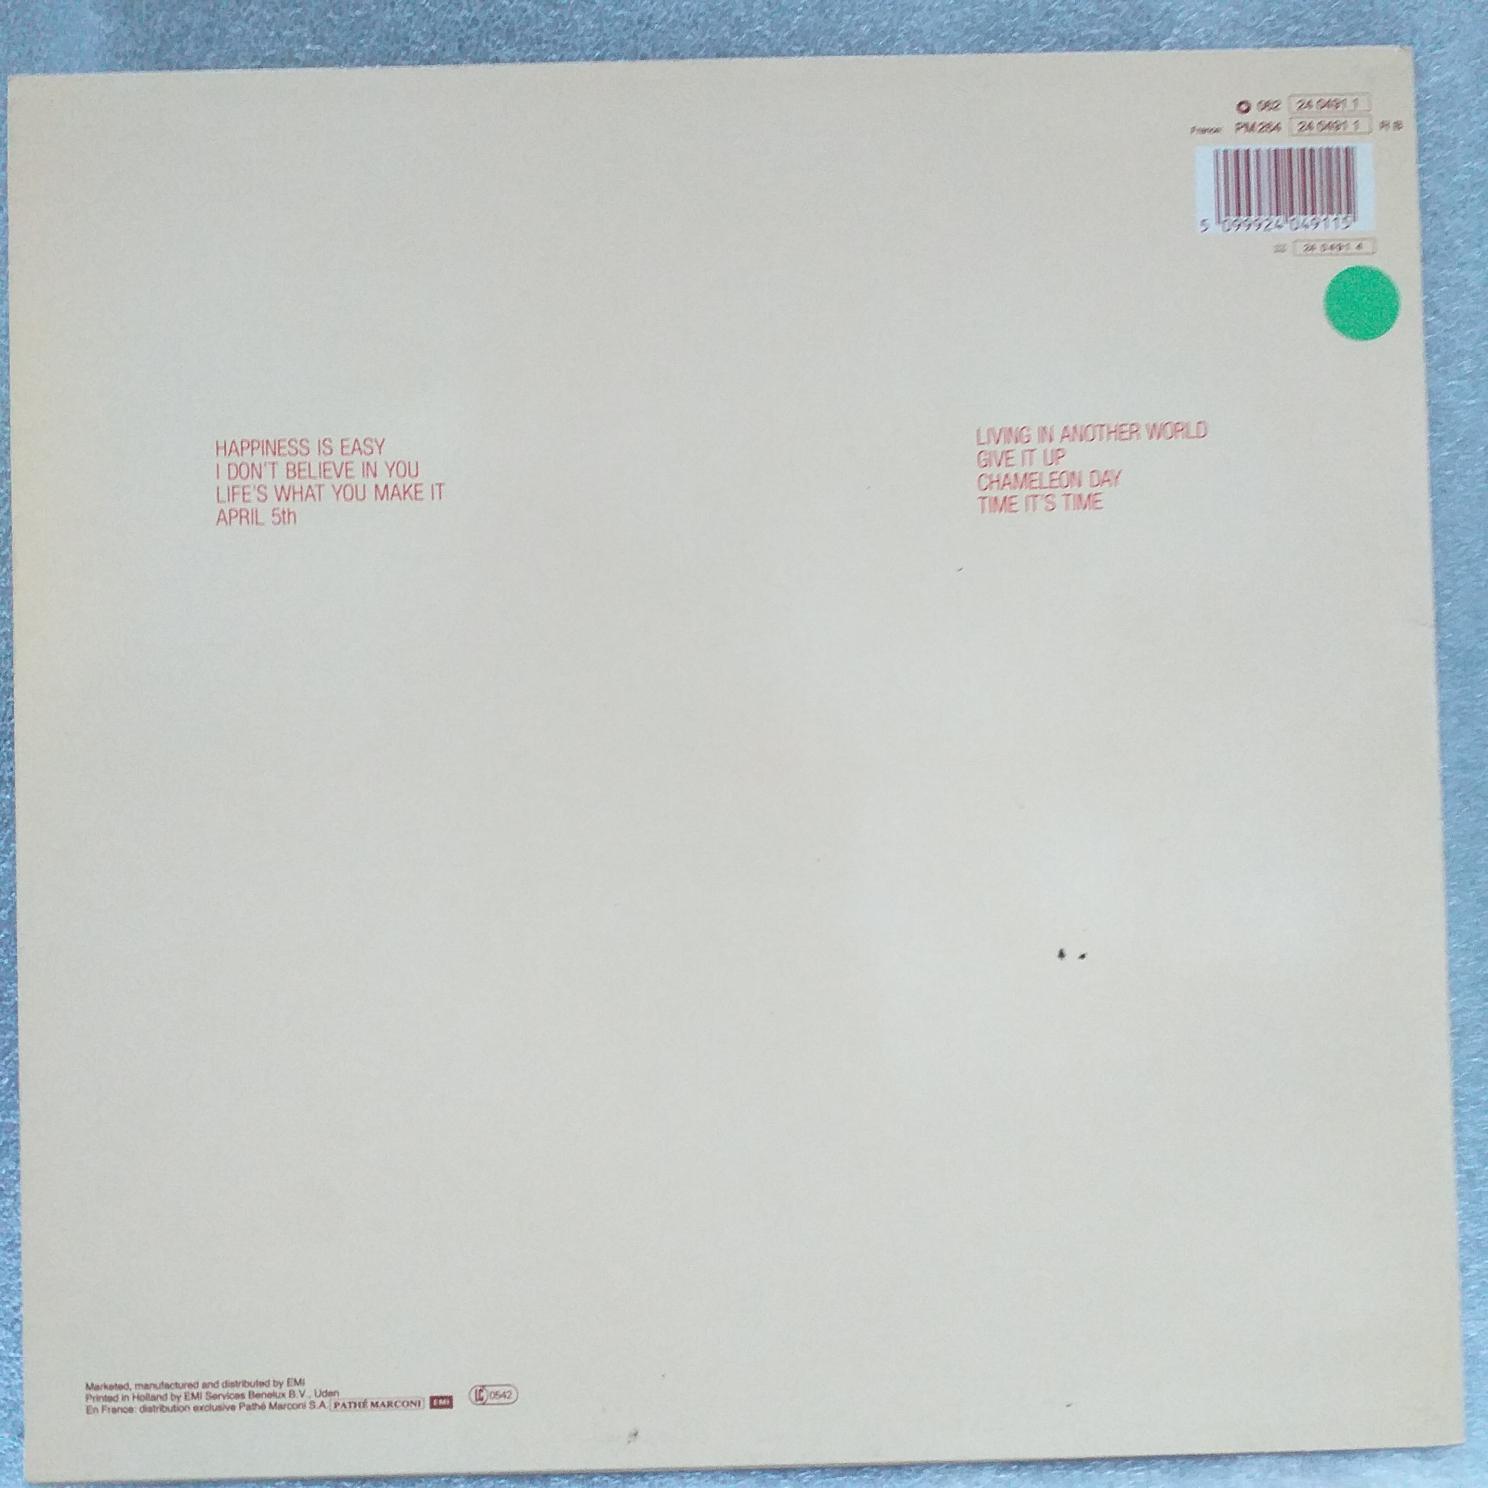 062 24 0491 1
France: PM 264 24 0491 1
5 099924 049115
24 0491 4
HAPPINESS IS EASY
I DON'T BELIEVE IN YOU
LIFE'S WHAT YOU MAKE IT
APRIL 5th
LIVING IN ANOTHER WORLD
GIVE IT UP
CHAMELEON DAY
TIME IT'S TIME
Marketed, manufactured and distributed by EMI
Printed in Holland by EMI Services Benelux B.V., Uden
En France: distribution exclusive Pathé Marconi S.A. PATHÉ MARCONI EMI
LC 0542